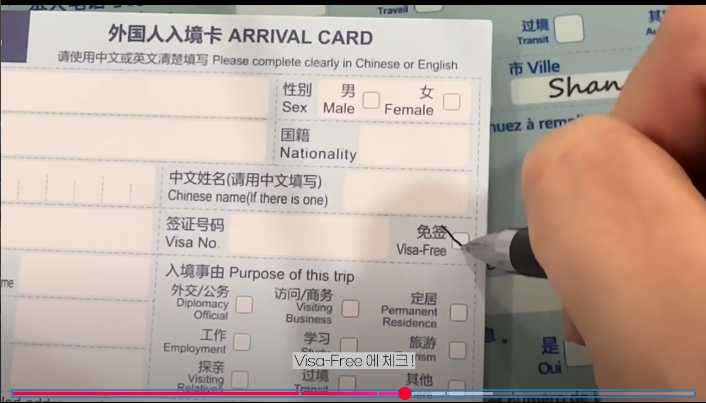 Travail
外国人入境卡 ARRIVAL CARD
请使用中文或英文清楚填写 Please complete clearly in Chinese or English
过境
Transit
市 Ville
Shan
性别 男 女
Sex Male Female
国籍
Nationality
中文姓名(请用中文填写)
Chinese name(If there is one)
签证号码 免签
Visa No. Visa-Free
入境事由 Purpose of this trip
外交/公务 访问/商务 定居
Diplomacy Visiting Permanent
Official Business Residence
工作 学习 旅游
Employment
探亲 过境 其他
Visiting Transit
Relatives
是
Oui
Visa-Free 에 체크!